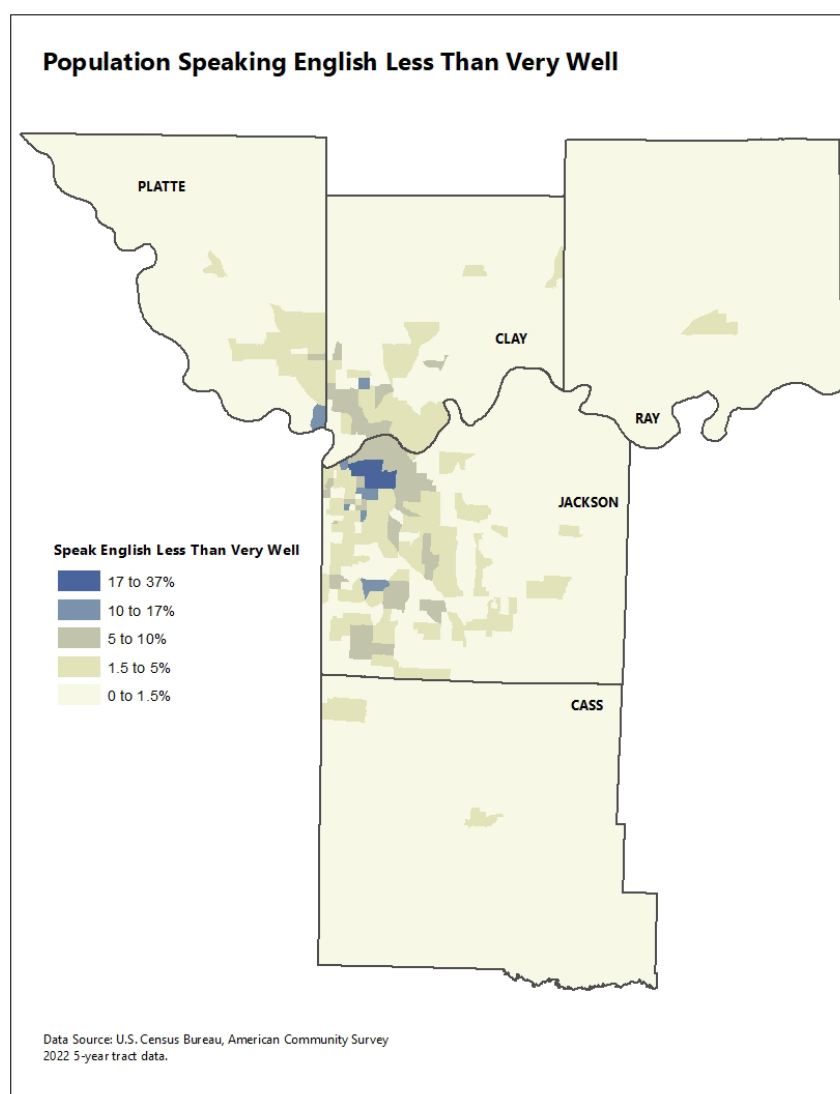 Population Speaking English Less Than Very Well
PLATTE
CLAY
RAY
JACKSON
Speak English Less Than Very Well
17 to 37%
10 to 17%
5 to 10%
1.5 to 5%
0 to 1.5%
CASS
Data Source: U.S. Census Bureau, American Community Survey
2022 5-year tract data.